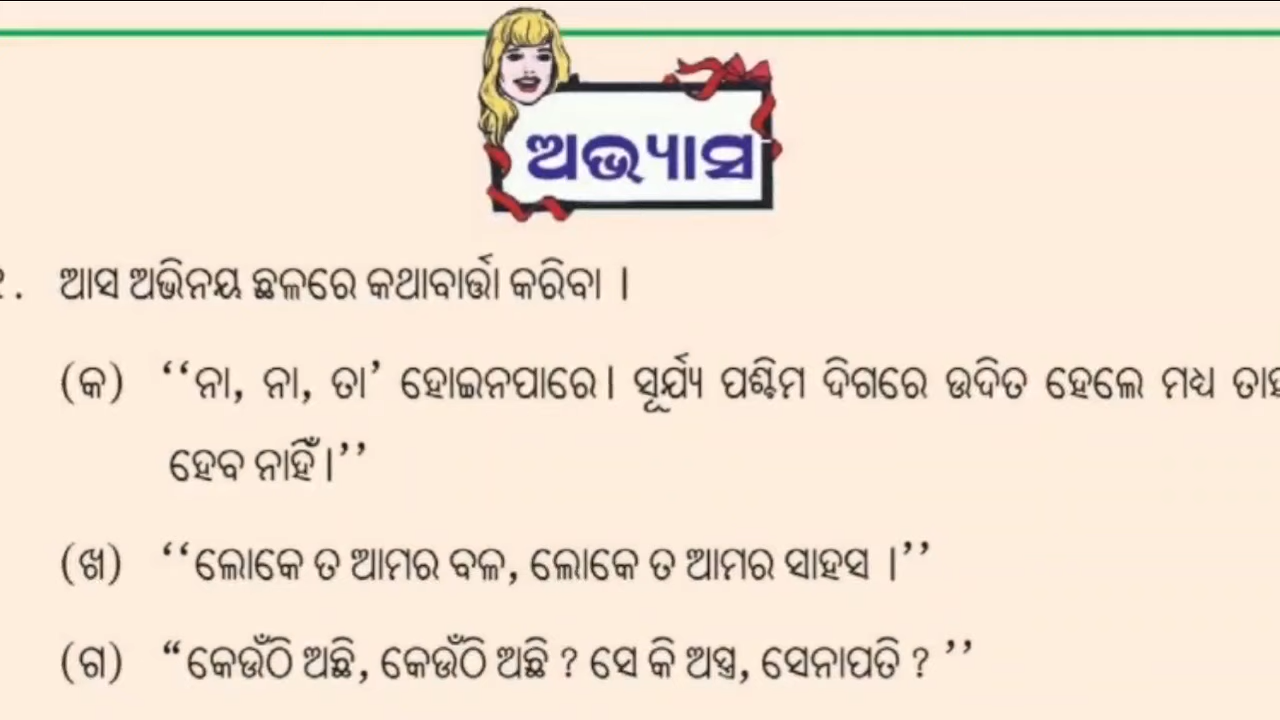 ଅଭ୍ୟାସ
୧. ଆସ ଅଭିନୟ ଛଳରେ କଥାବାର୍ତ୍ତା କରିବା ।
(କ) ‘‘ନା, ନା, ତା’ ହୋଇନପାରେ। ସୂର୍ଯ୍ୟ ପଶ୍ଚିମ ଦିଗରେ ଉଦିତ ହେଲେ ମଧ୍ୟ
ହେବ ନାହିଁ।’’
(ଖ) ‘‘ଲୋକେ ତ ଆମର ବଳ, ଲୋକେ ତ ଆମର ସାହସ ।’’
(ଗ) “କେଉଁଠି ଅଛି, କେଉଁଠି ଅଛି ? ସେ କି ଅସ୍ତ୍ର, ସେନାପତି ? ’’